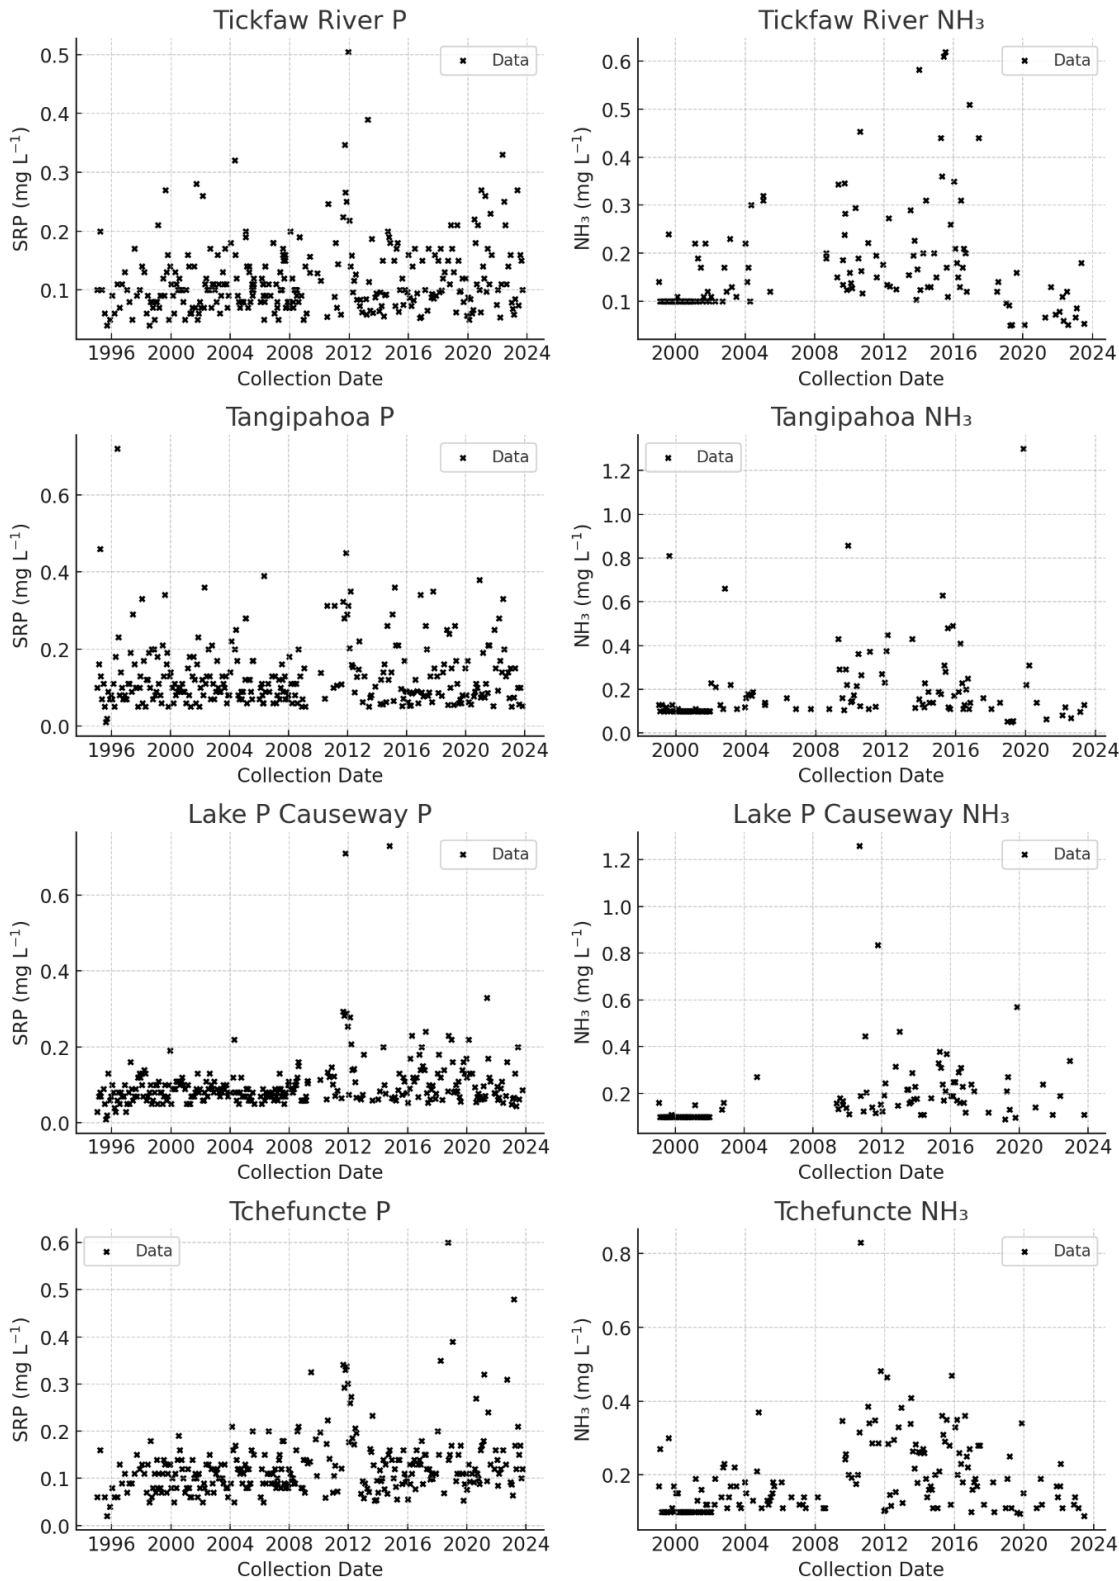 Tickfaw River P
Data
SRP (mg L⁻¹)
0.5
0.4
0.3
0.2
0.1
1996 2000 2004 2008 2012 2016 2020 2024
Collection Date
Tickfaw River NH₃
Data
NH₃ (mg L⁻¹)
0.6
0.5
0.4
0.3
0.2
0.1
2000 2004 2008 2012 2016 2020 2024
Collection Date
Tangipahoa P
Data
SRP (mg L⁻¹)
0.6
0.4
0.2
0.0
1996 2000 2004 2008 2012 2016 2020 2024
Collection Date
Tangipahoa NH₃
Data
NH₃ (mg L⁻¹)
1.2
1.0
0.8
0.6
0.4
0.2
0.0
2000 2004 2008 2012 2016 2020 2024
Collection Date
Lake P Causeway P
Data
SRP (mg L⁻¹)
0.6
0.4
0.2
0.0
1996 2000 2004 2008 2012 2016 2020 2024
Collection Date
Lake P Causeway NH₃
Data
NH₃ (mg L⁻¹)
1.2
1.0
0.8
0.6
0.4
0.2
2000 2004 2008 2012 2016 2020 2024
Collection Date
Tchefuncte P
Data
SRP (mg L⁻¹)
0.6
0.5
0.4
0.3
0.2
0.1
0.0
1996 2000 2004 2008 2012 2016 2020 2024
Collection Date
Tchefuncte NH₃
Data
NH₃ (mg L⁻¹)
0.8
0.6
0.4
0.2
2000 2004 2008 2012 2016 2020 2024
Collection Date